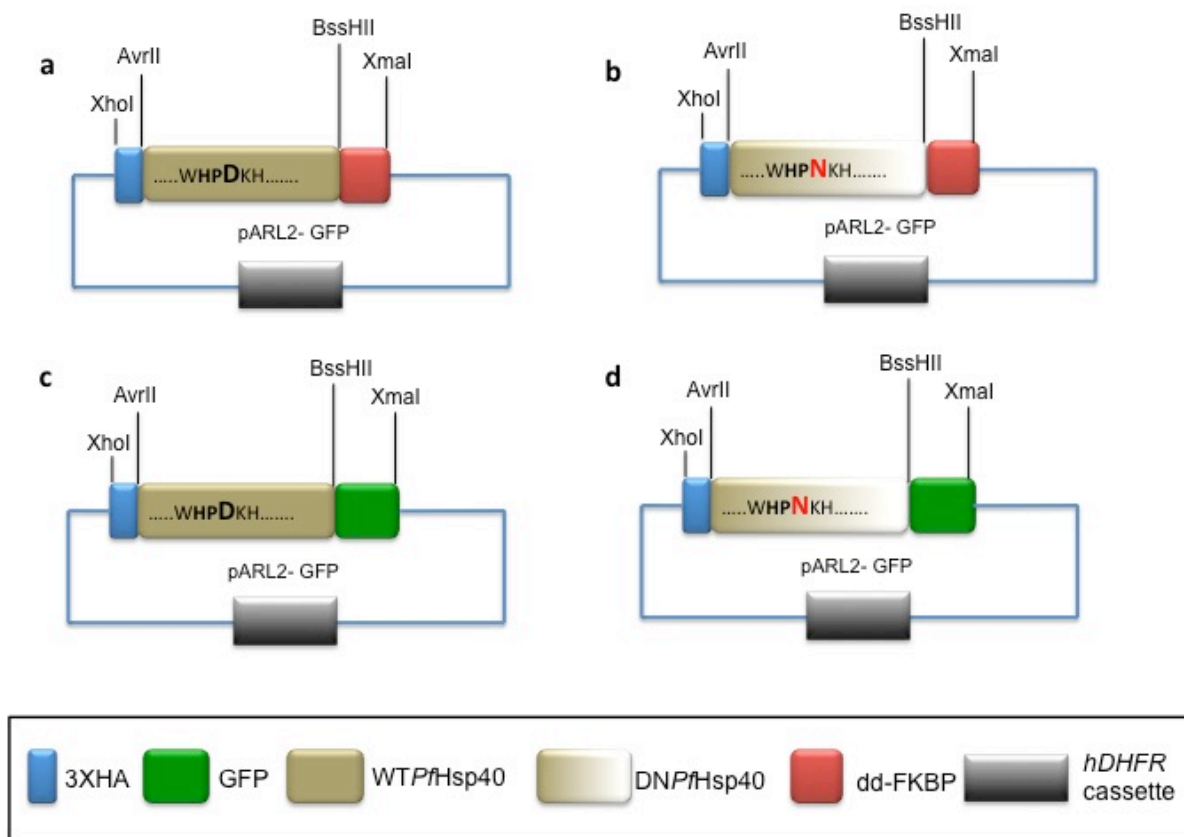 a
BssHII
AvrII
XmaI
XhoI
.....WHPDKH.......
pARL2- GFP
b
BssHII
XmaI
AvrII
XhoI
.....WHPNKH.......
pARL2- GFP
c
BssHII
AvrII
XmaI
XhoI
.....WHPDKH.......
pARL2- GFP
d
BssHII
AvrII
XmaI
XhoI
.....WHPNKH.......
pARL2- GFP
3XHA
GFP
WTPfHsp40
DNPfHsp40
dd-FKBP
hDHFR
cassette